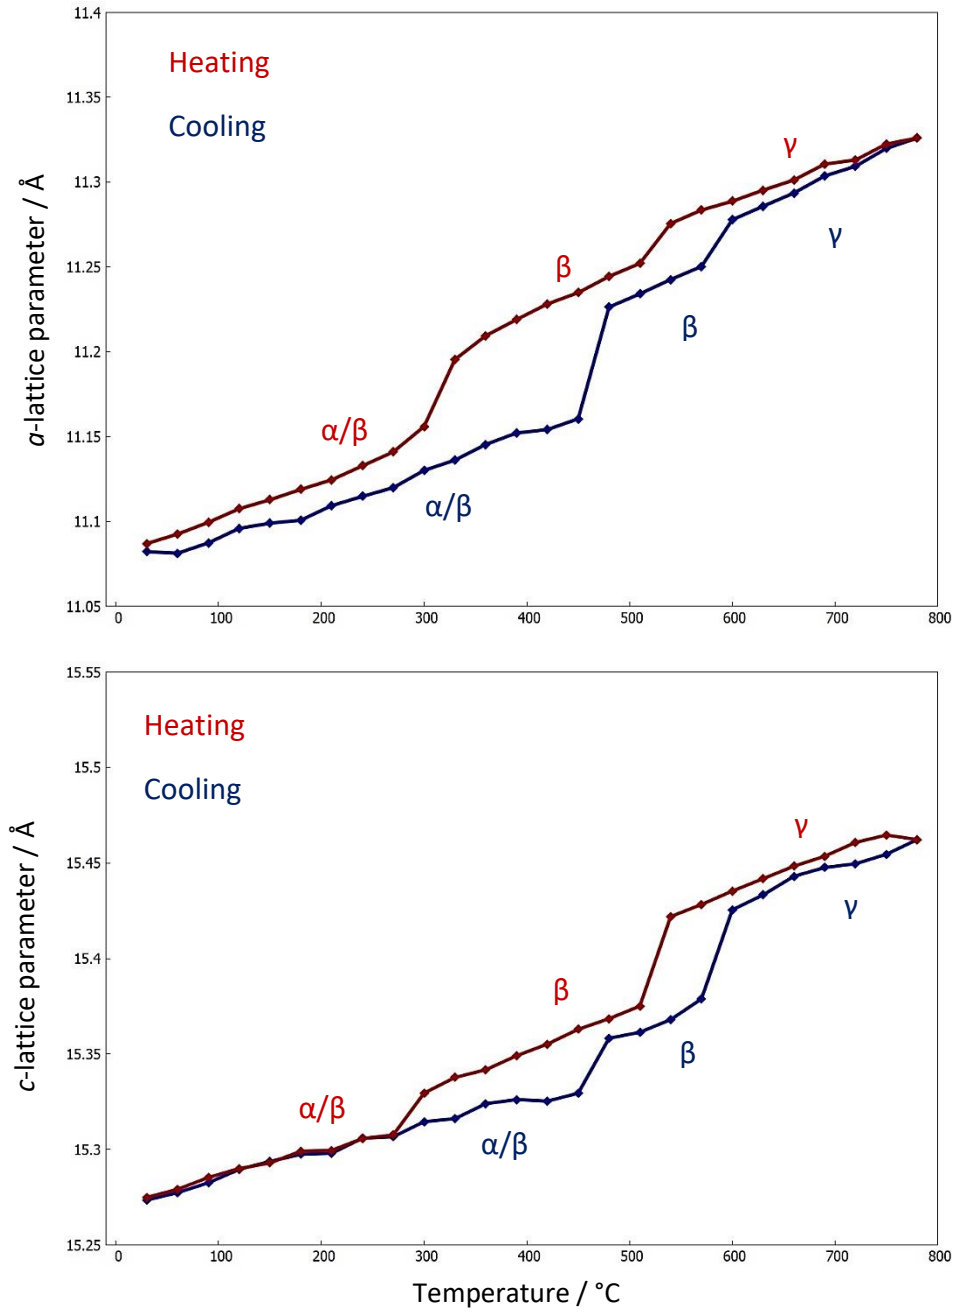 11.4
Heating
11.35
Cooling
γ
11.3
γ
β
11.25
β
a-lattice parameter / Å
11.2
α/β
11.15
α/β
11.1
11.05
0 100 200 300 400 500 600 700 800
15.55
Heating
15.5
Cooling
γ
15.45
γ
c-lattice parameter / Å
15.4
β
15.35
β
α/β
α/β
15.3
15.25
0 100 200 300 400 500 600 700 800
Temperature / °C